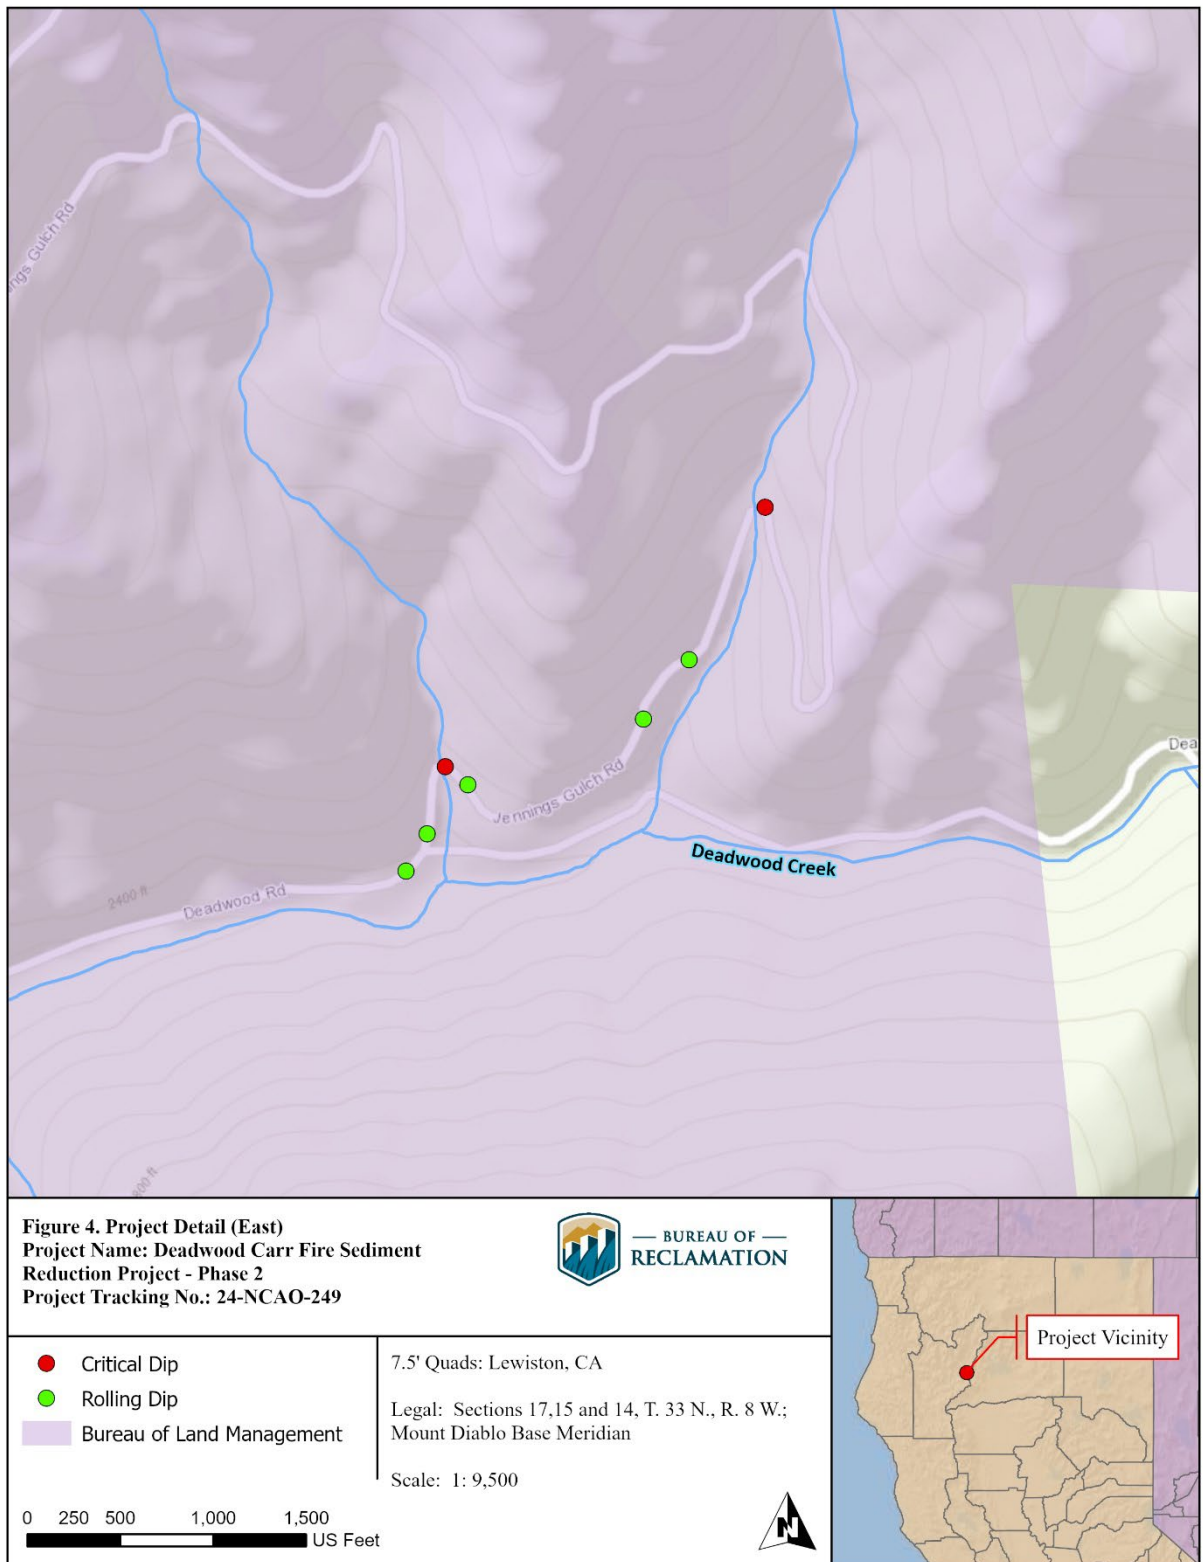 ngs Gulch Rd
Jennings Gulch Rd
Dea
Deadwood Creek
Deadwood Rd
2400 ft
800 ft
Figure 4. Project Detail (East)
Project Name: Deadwood Carr Fire Sediment
Reduction Project - Phase 2
Project Tracking No.: 24-NCAO-249
BUREAU OF
RECLAMATION
Critical Dip
Rolling Dip
Bureau of Land Management
7.5' Quads: Lewiston, CA
Legal: Sections 17,15 and 14, T. 33 N., R. 8 W.;
Mount Diablo Base Meridian
Scale: 1: 9,500
0 250 500 1,000 1,500
US Feet
N
Project Vicinity